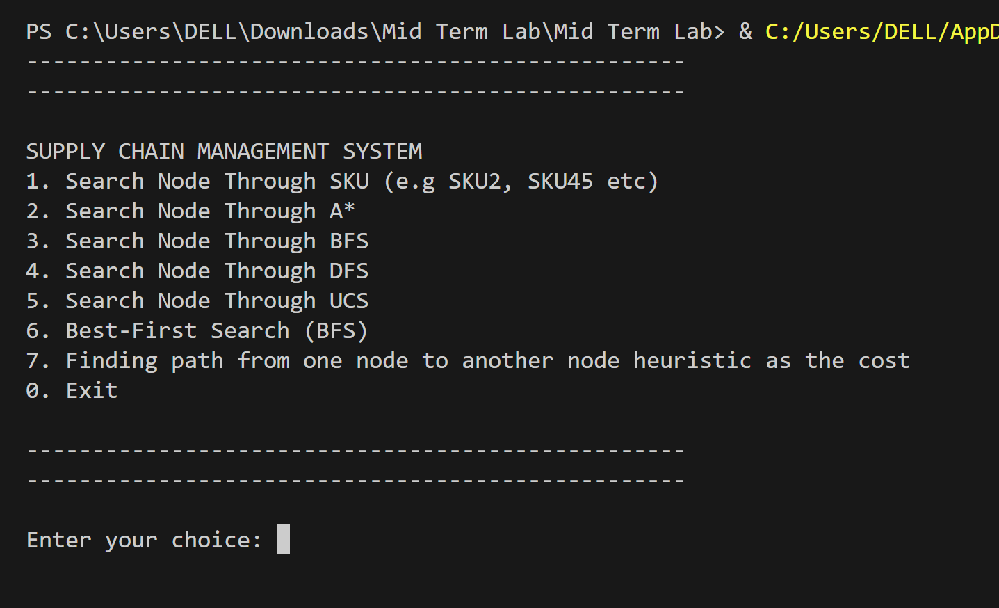 PS C:\Users\DELL\Downloads\Mid Term Lab\Mid Term Lab> & C:/Users/DELL/AppD
--------------------------------------------------
--------------------------------------------------
SUPPLY CHAIN MANAGEMENT SYSTEM
1. Search Node Through SKU (e.g SKU2, SKU45 etc)
2. Search Node Through A*
3. Search Node Through BFS
4. Search Node Through DFS
5. Search Node Through UCS
6. Best-First Search (BFS)
7. Finding path from one node to another node heuristic as the cost
0. Exit
--------------------------------------------------
--------------------------------------------------
Enter your choice: